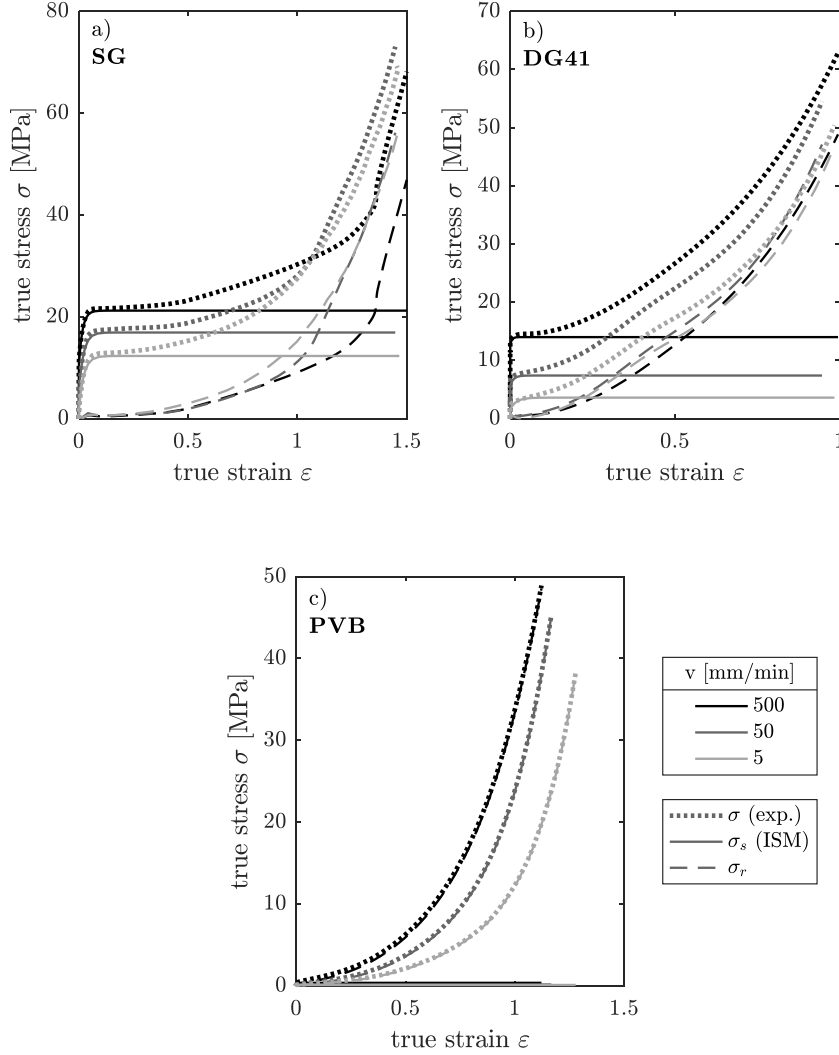 a)
SG
true stress σ [MPa]
80
60
40
20
0
0 0.5 1 1.5
true strain ε
b)
DG41
true stress σ [MPa]
70
60
50
40
30
20
10
0
0 0.5 1
true strain ε
c)
PVB
true stress σ [MPa]
50
40
30
20
10
0
0 0.5 1 1.5
true strain ε
v [mm/min]
500
50
5
σ (exp.)
σs (ISM)
σr